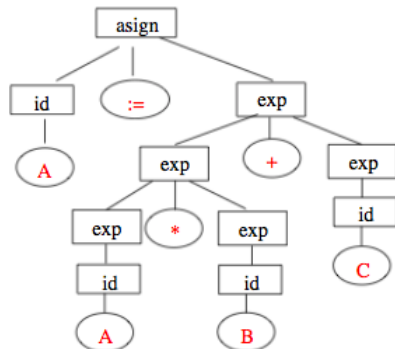 asign
id := exp
A exp + exp
exp * exp id
id id C
A B